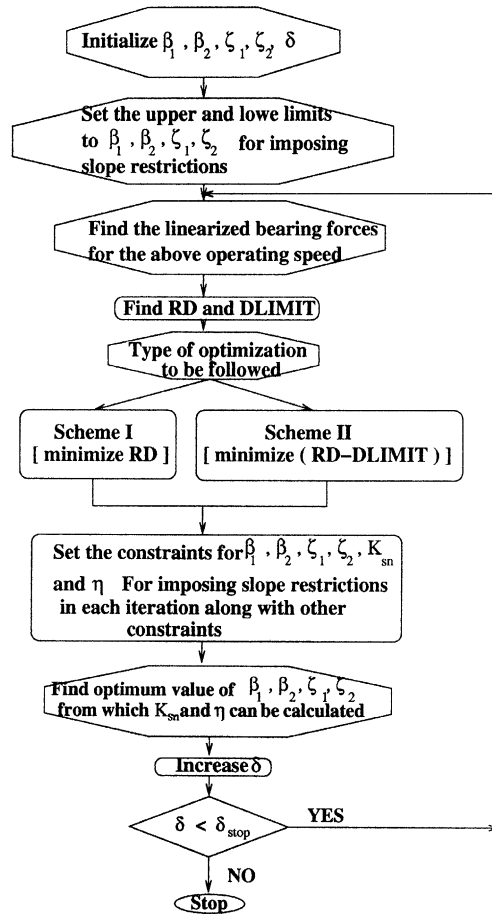 Initialize β₁ , β₂ , ζ₁ , ζ₂, δ
Set the upper and lowe limits
to β₁ , β₂ , ζ₁ , ζ₂ for imposing
slope restrictions
Find the linearized bearing forces
for the above operating speed
Find RD and DLIMIT
Type of optimization
to be followed
Scheme I
[ minimize RD ]
Scheme II
[ minimize ( RD−DLIMIT ) ]
Set the constraints for β₁ , β₂ , ζ₁ , ζ₂ , Kₛₙ
and η For imposing slope restrictions
in each iteration along with other
constraints
Find optimum value of β₁ , β₂, ζ₁, ζ₂
from which Kₛₙ and η can be calculated
Increase δ
δ < δstop
YES
NO
Stop